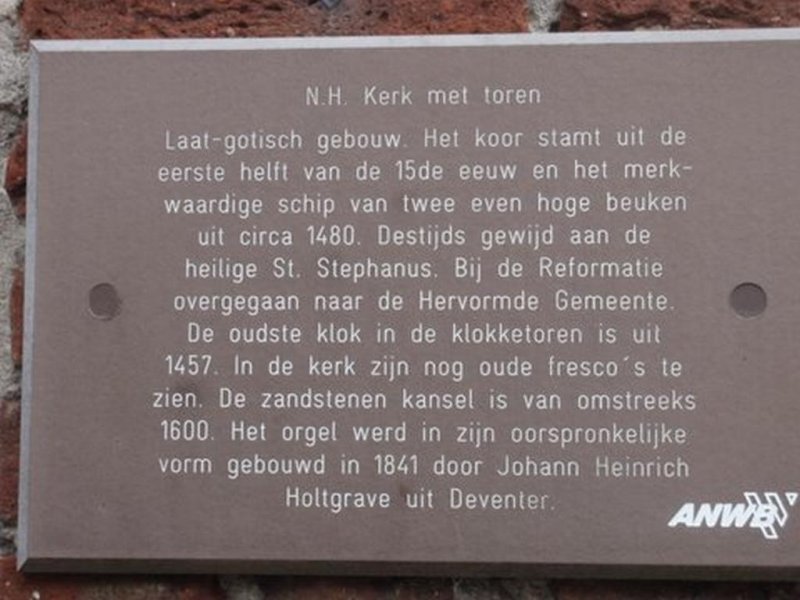 N.H. Kerk met toren
Laat-gotisch gebouw. Het koor stamt uit de
eerste helft van de 15de eeuw en het merk-
waardige schip van twee even hoge beuken
uit circa 1480. Destijds gewijd aan de
heilige St. Stephanus. Bij de Reformatie
overgegaan naar de Hervormde Gemeente.
De oudste klok in de klokketoren is uit
1457. In de kerk zijn nog oude fresco´s te
zien. De zandstenen kansel is van omstreeks
1600. Het orgel werd in zijn oorspronkelijke
vorm gebouwd in 1841 door Johann Heinrich
Holtgrave uit Deventer.
ANWB